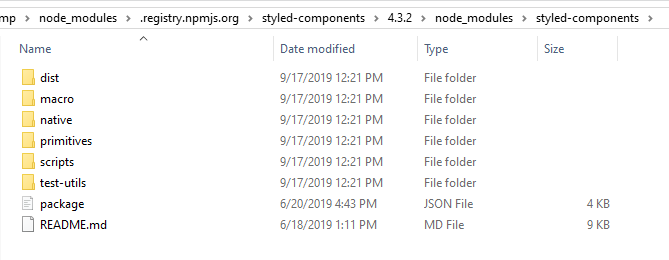 mp > node_modules > .registry.npmjs.org > styled-components > 4.3.2 > node_modules > styled-components >
Name Date modified Type Size
dist 9/17/2019 12:21 PM File folder
macro 9/17/2019 12:21 PM File folder
native 9/17/2019 12:21 PM File folder
primitives 9/17/2019 12:21 PM File folder
scripts 9/17/2019 12:21 PM File folder
test-utils 9/17/2019 12:21 PM File folder
package 6/20/2019 4:43 PM JSON File 4 KB
README.md 6/18/2019 1:11 PM MD File 9 KB